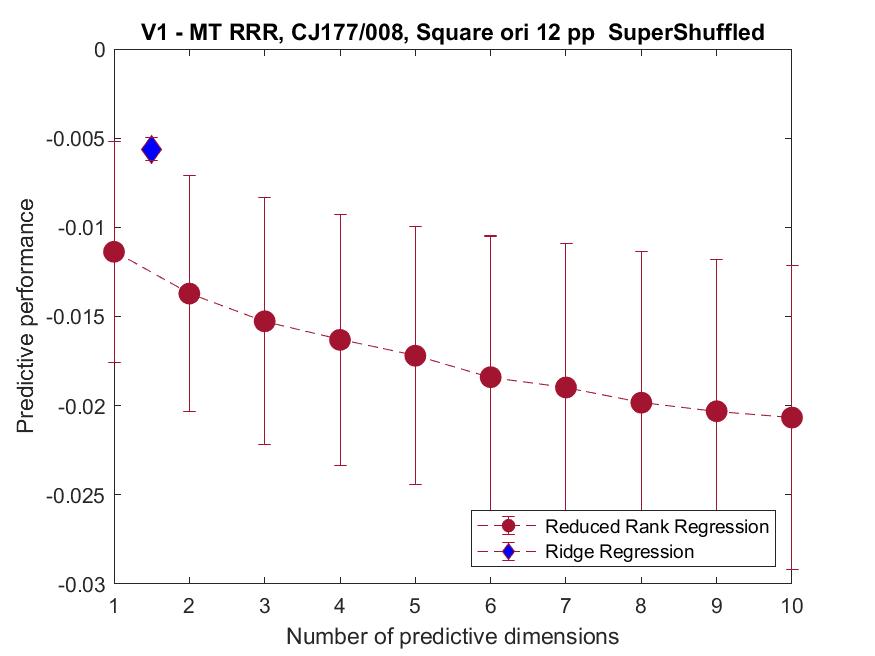 V1 - MT RRR, CJ177/008, Square ori 12 pp  SuperShuffled
0
-0.005
-0.01
-0.015
-0.02
-0.025
-0.03
Predictive performance
1 2 3 4 5 6 7 8 9 10
Number of predictive dimensions
Reduced Rank Regression
Ridge Regression